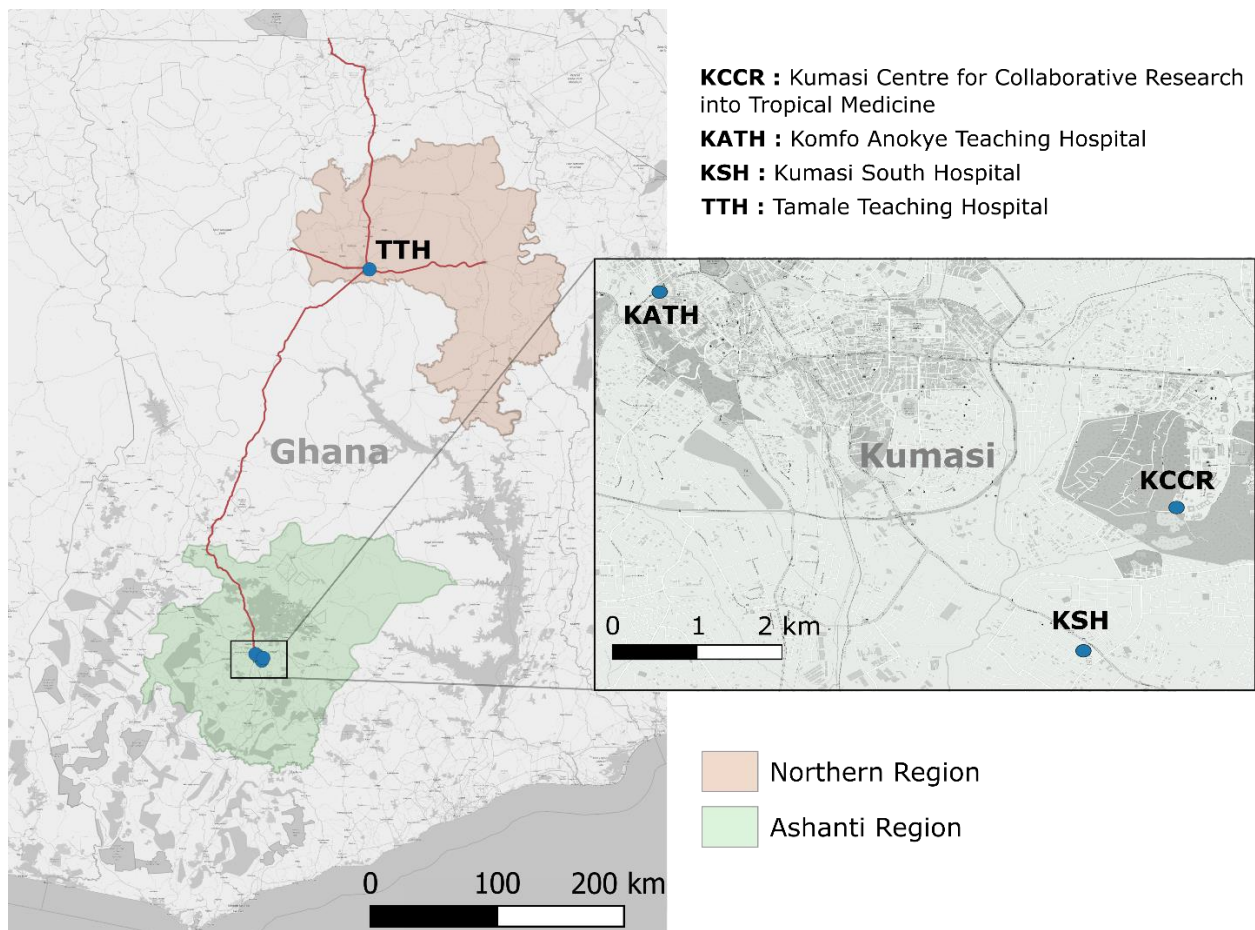 KCCR : Kumasi Centre for Collaborative Research
into Tropical Medicine
KATH : Komfo Anokye Teaching Hospital
KSH : Kumasi South Hospital
TTH : Tamale Teaching Hospital
TTH
Ghana
KATH
Kumasi
KCCR
KSH
0 1 2 km
Northern Region
Ashanti Region
0 100 200 km